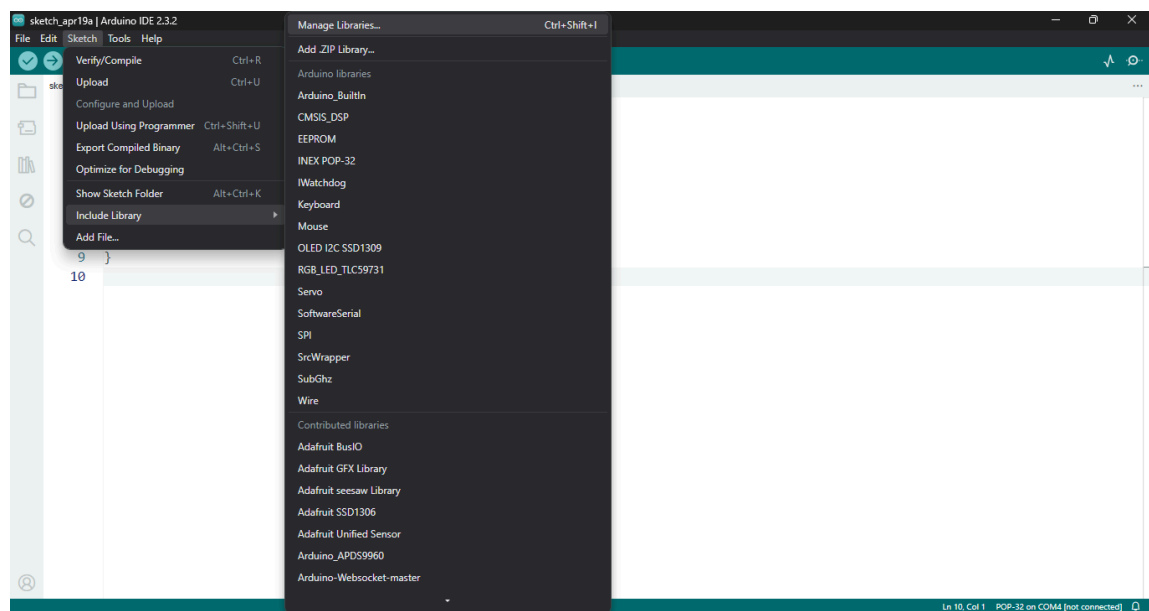 sketch_apr19a | Arduino IDE 2.3.2
File Edit Sketch Tools Help
ske
Verify/Compile Ctrl+R
Upload Ctrl+U
Configure and Upload
Upload Using Programmer Ctrl+Shift+U
Export Compiled Binary Alt+Ctrl+S
Optimize for Debugging
Show Sketch Folder Alt+Ctrl+K
Include Library
Add File...
9 }
10
Manage Libraries... Ctrl+Shift+I
Add .ZIP Library...
Arduino libraries
Arduino_BuiltIn
CMSIS_DSP
EEPROM
INEX POP-32
IWatchdog
Keyboard
Mouse
OLED I2C SSD1309
RGB_LED_TLC59731
Servo
SoftwareSerial
SPI
SrcWrapper
SubGhz
Wire
Contributed libraries
Adafruit BusIO
Adafruit GFX Library
Adafruit seesaw Library
Adafruit SSD1306
Adafruit Unified Sensor
Arduino_APDS9960
Arduino-Websocket-master
Ln 10, Col 1 POP-32 on COM4 [not connected]